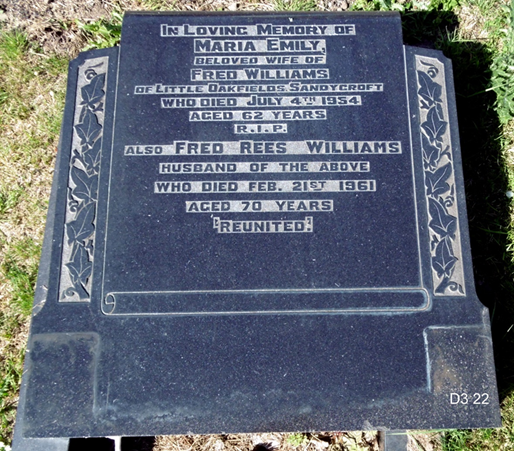 In Loving Memory of
Maria Emily,
beloved wife of
Fred Williams
of Little Oakfields Sandycroft
who died July 4TH 1954
aged 62 years
R.I.P.
also Fred Rees Williams
husband of the above
who died Feb. 21ST 1961
aged 70 years
'Reunited.'
D3 22